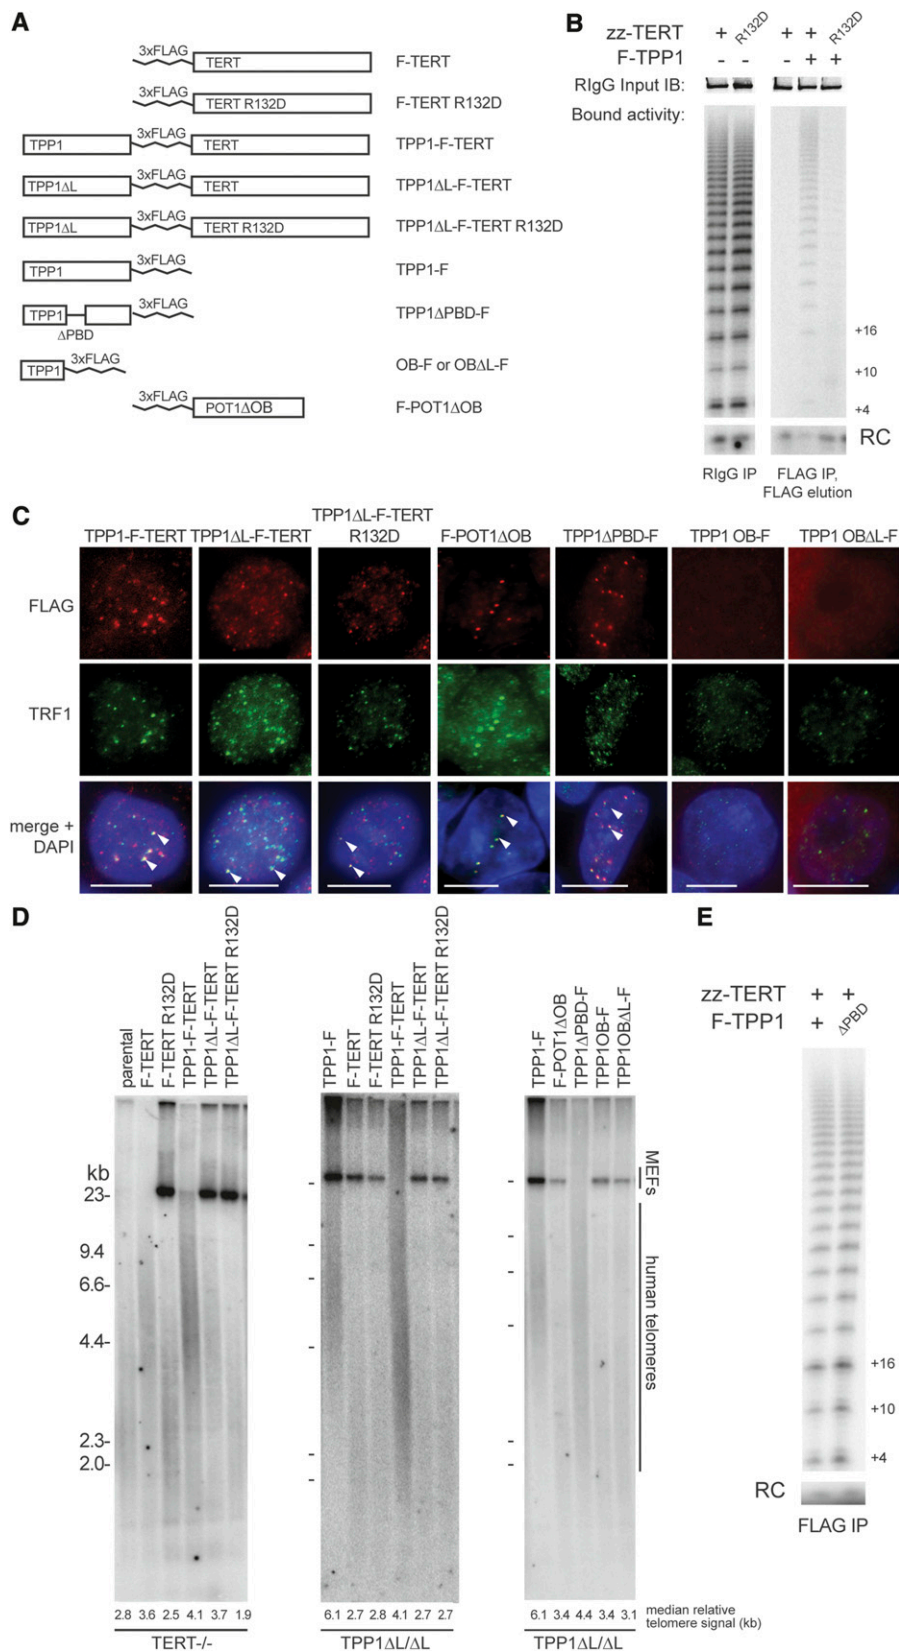 A
3xFLAG
TERT
F-TERT
3xFLAG
TERT R132D
F-TERT R132D
TPP1
3xFLAG
TERT
TPP1-F-TERT
TPP1ΔL
3xFLAG
TERT
TPP1ΔL-F-TERT
TPP1ΔL
3xFLAG
TERT R132D
TPP1ΔL-F-TERT R132D
TPP1
3xFLAG
TPP1-F
TPP1
3xFLAG
ΔPBD
TPP1ΔPBD-F
TPP1
3xFLAG
OB-F or OBΔL-F
3xFLAG
POT1ΔOB
F-POT1ΔOB
B
zz-TERT + R132D + + R132D
F-TPP1 - - - + +
RIgG Input IB:
Bound activity:
+16
+10
+4
RC
RIgG IP
FLAG IP,
FLAG elution
C
TPP1-F-TERT
TPP1ΔL-F-TERT
TPP1ΔL-F-TERT
R132D
F-POT1ΔOB
TPP1ΔPBD-F
TPP1 OB-F
TPP1 OBΔL-F
FLAG
TRF1
merge +
DAPI
D
parental
F-TERT
F-TERT R132D
TPP1-F-TERT
TPP1ΔL-F-TERT
TPP1ΔL-F-TERT R132D
TPP1-F
F-TERT
F-TERT R132D
TPP1-F-TERT
TPP1ΔL-F-TERT
TPP1ΔL-F-TERT R132D
TPP1-F
F-POT1ΔOB
TPP1ΔPBD-F
TPP1OB-F
TPP1OBΔL-F
kb
23-
9.4
6.6-
4.4-
2.3-
2.0-
MEFs
human telomeres
2.8 3.6 2.5 4.1 3.7 1.9
6.1 2.7 2.8 4.1 2.7 2.7
6.1 3.4 4.4 3.4 3.1
median relative
telomere signal (kb)
TERT-/-
TPP1ΔL/ΔL
TPP1ΔL/ΔL
E
zz-TERT + +
F-TPP1 + ΔPBD
+16
+10
+4
RC
FLAG IP